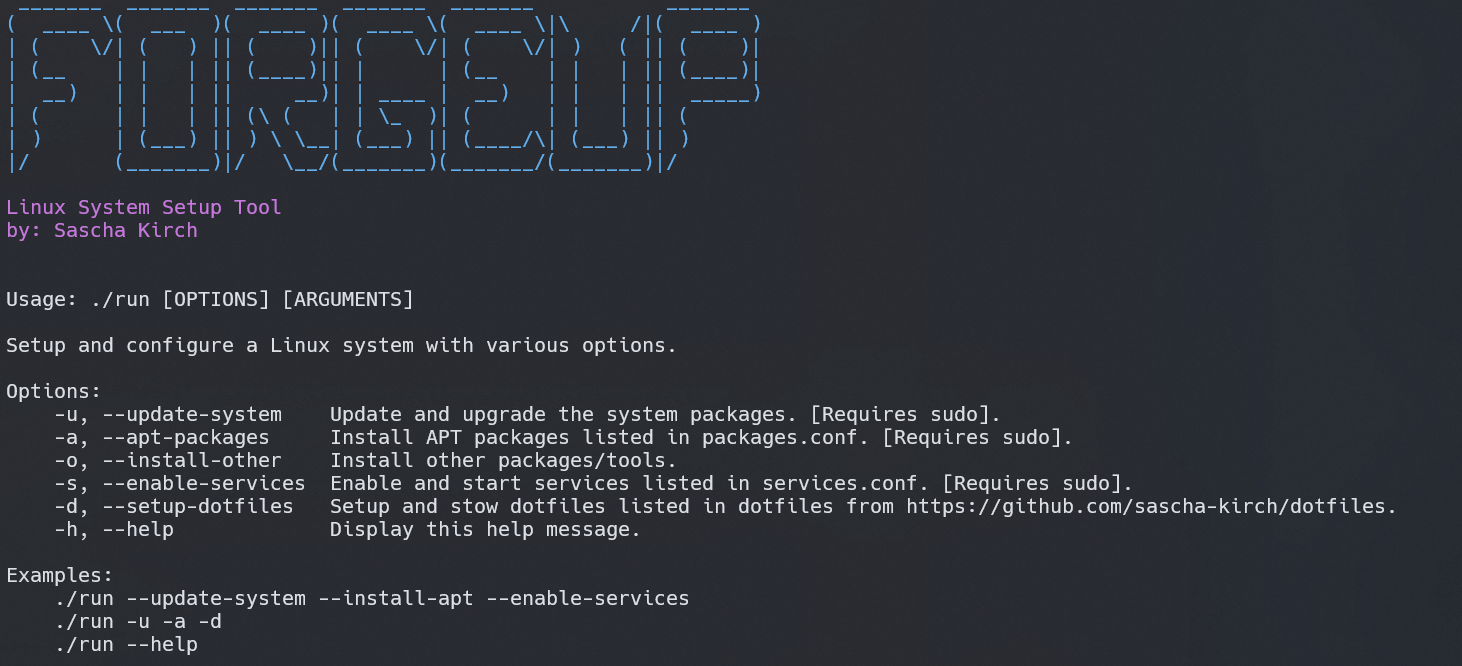 FORGEUP
Linux System Setup Tool
by: Sascha Kirch
Usage: ./run [OPTIONS] [ARGUMENTS]
Setup and configure a Linux system with various options.
Options:
-u, --update-system    Update and upgrade the system packages. [Requires sudo].
-a, --apt-packages     Install APT packages listed in packages.conf. [Requires sudo].
-o, --install-other    Install other packages/tools.
-s, --enable-services  Enable and start services listed in services.conf. [Requires sudo].
-d, --setup-dotfiles   Setup and stow dotfiles listed in dotfiles from https://github.com/sascha-kirch/dotfiles.
-h, --help             Display this help message.
Examples:
./run --update-system --install-apt --enable-services
./run -u -a -d
./run --help